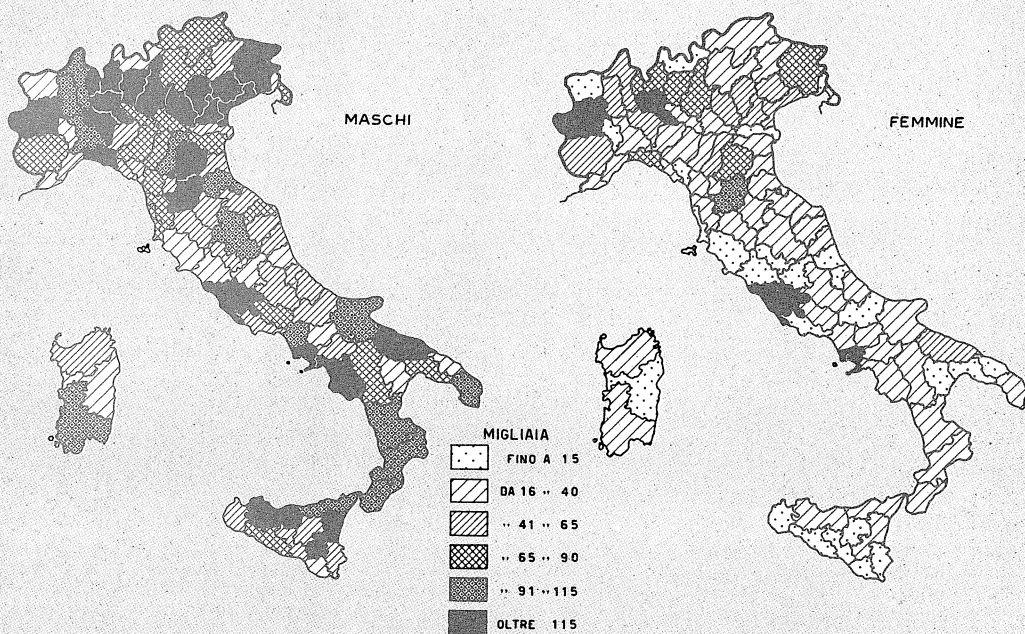 MASCHI
FEMMINE
MIGLIAIA
FINO A 15
DA 16 " 40
" 41 " 65
" 65 " 90
" 91 " 115
OLTRE 115